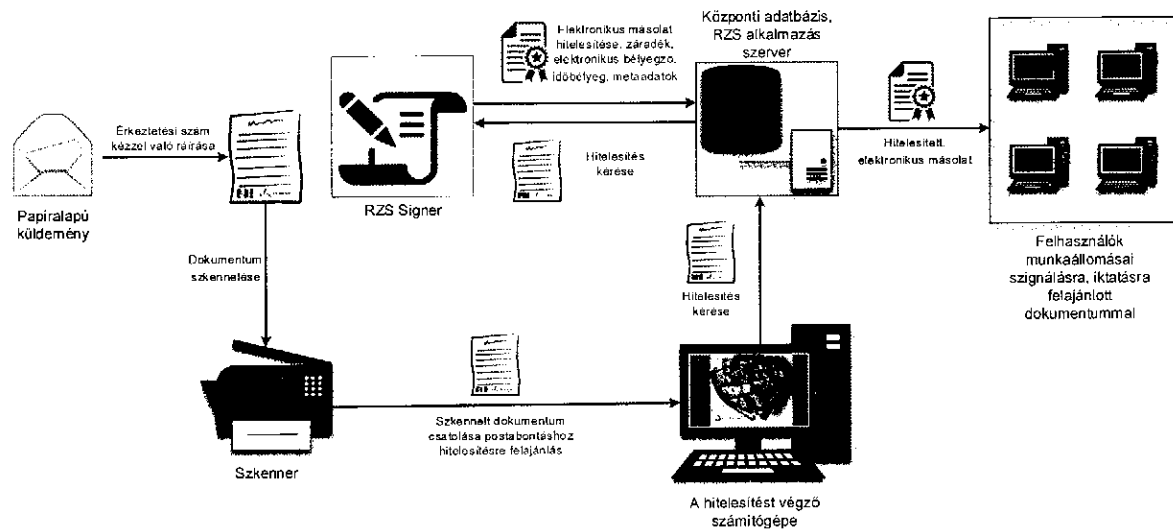 Elektronikus másolat
hitelesítése, záradék,
elektronikus bélyegzo,
időbélyeg, metaadatok
Központi adatbázis,
RZS alkalmazás
szerver
Érkeztetési szám
kézzel való ráírása
Papíralapú
küldemény
RZS Signer
Hitelesítés
kérése
Hitelesített
elektronikus másolat
Felhasználók
munkaállomásai
szignálásra, iktatásra
felajánlott
dokumentummal
Dokumentum
szkennelése
Hitelesítés
kérése
Szkennelt dokumentum
csatolása postabontáshoz
hitelosítésre felajánlás
Szkenner
A hitelesítést végző
számítógépe